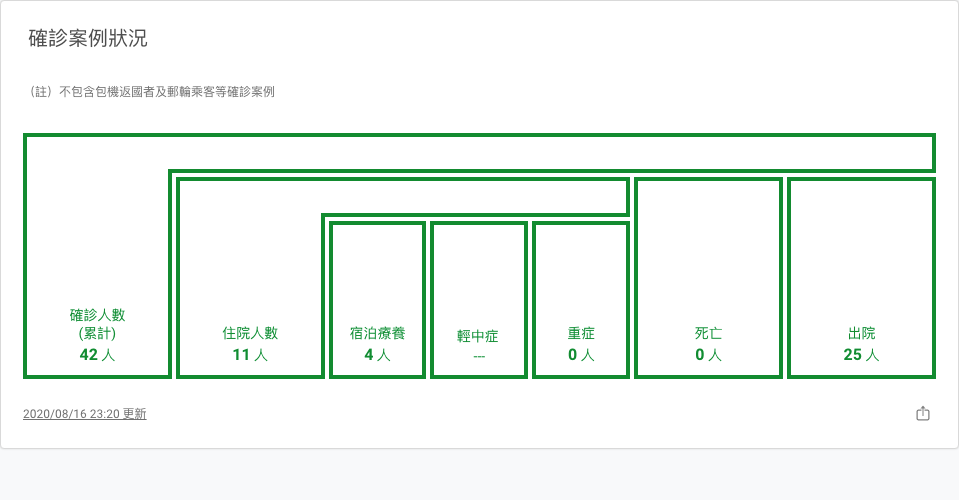 確診案例狀況
（註）不包含包機返國者及郵輪乘客等確診案例
確診人數
(累計)
42 人
住院人數
11 人
宿泊療養
4 人
輕中症
---
重症
0 人
死亡
0 人
出院
25 人
2020/08/16 23:20 更新